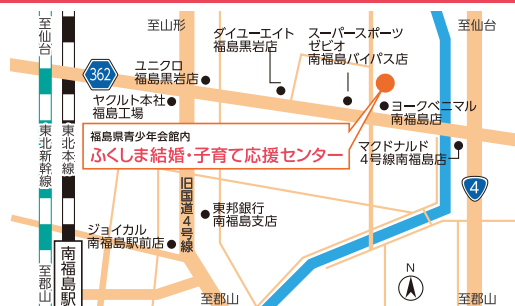 至仙台
至山形
至仙台
ダイユーエイト
福島黒岩店
スーパースポーツ
ゼビオ
南福島バイパス店
362
ユニクロ
福島黒岩店
ヤクルト本社
福島工場
ヨークベニマル
南福島店
福島県青少年会館内
ふくしま結婚・子育て応援センター
マクドナルド
4号線南福島店
東北新幹線
東北本線
旧国道4号線
4
東邦銀行
南福島支店
ジョイカル
南福島駅前店
南福島駅
至郡山
至郡山
N
至郡山